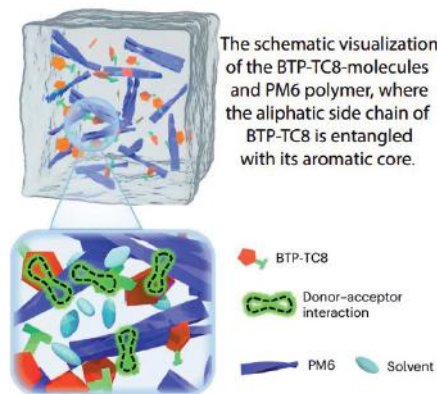 The schematic visualization
of the BTP-TC8-molecules
and PM6 polymer, where
the aliphatic side chain of
BTP-TC8 is entangled
with its aromatic core.
BTP-TC8
Donor–acceptor
interaction
PM6
Solvent